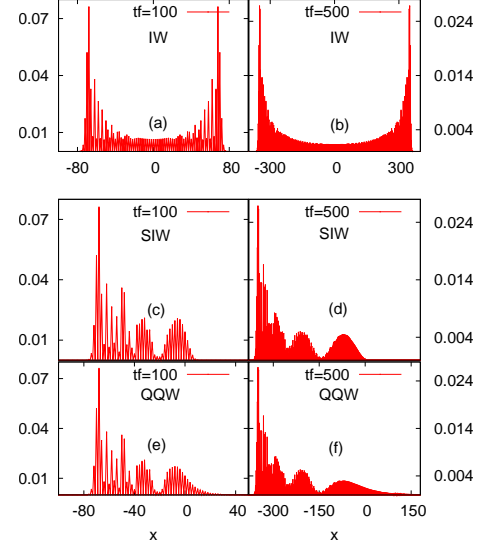 0.07 tf=100 tf=500 0.024
IW IW
0.04 0.014
0.01 (a) (b) 0.004
-80 0 80 -300 0 300
0.07 tf=100 tf=500 0.028
SIW SIW
0.04 (c) (d) 0.014
0.01 0.004
0.07 tf=100 tf=500 0.024
QQW QQW
0.04 (e) (f) 0.014
0.01 0.004
-80 -40 0 40 -300 -150 0 150
x x